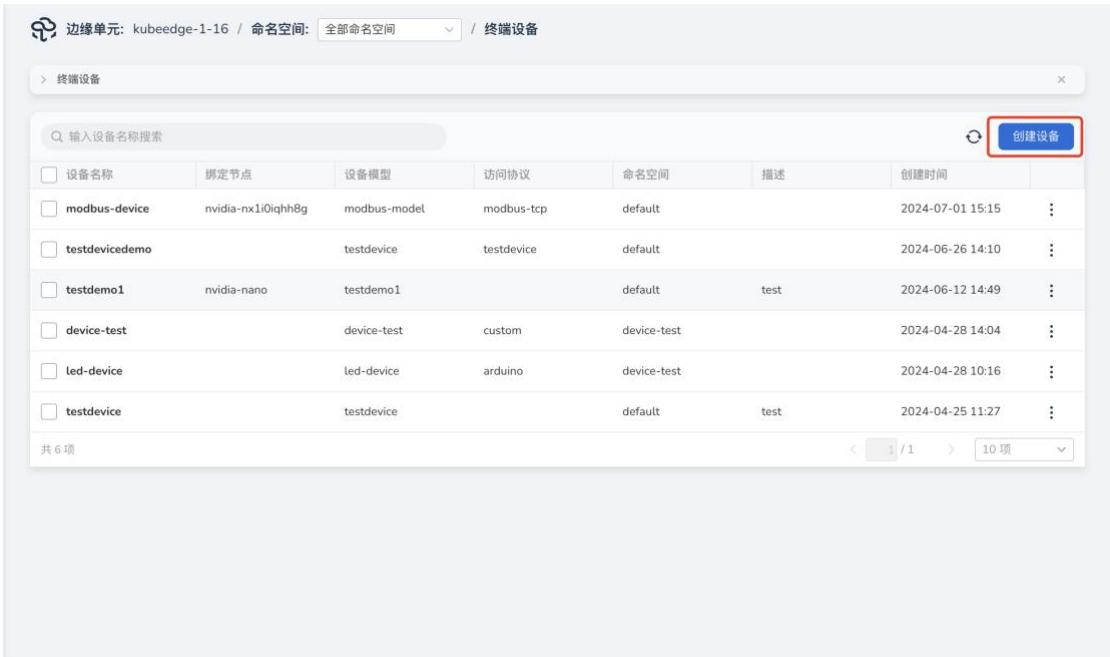 边缘单元: kubeedge-1-16 / 命名空间: 全部命名空间 / 终端设备
终端设备
输入设备名称搜索 创建设备
设备名称 绑定节点 设备模型 访问协议 命名空间 描述 创建时间
modbus-device nvidia-nx1i0iqhh8g modbus-model modbus-tcp default 2024-07-01 15:15
testdevicedemo testdevice testdevice default 2024-06-26 14:10
testdemo1 nvidia-nano testdemo1 default test 2024-06-12 14:49
device-test device-test custom device-test 2024-04-28 14:04
led-device led-device arduino device-test 2024-04-28 10:16
testdevice testdevice default test 2024-04-25 11:27
共 6 项 1 / 1 10 项